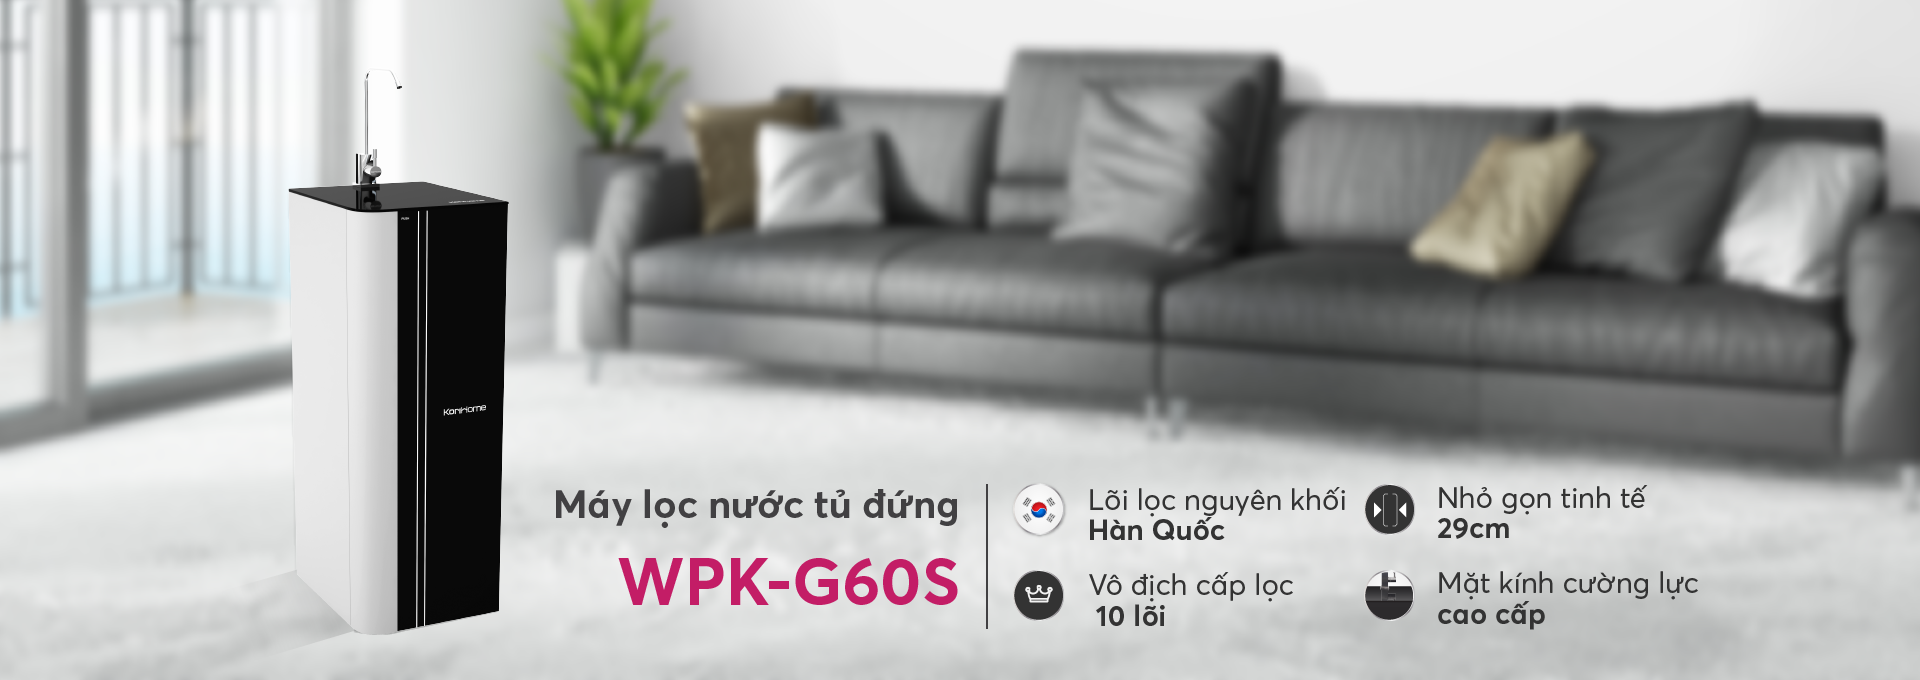 KoriHome
Máy lọc nước tủ đứng
WPK-G60S
Lõi lọc nguyên khối
Hàn Quốc
Vô địch cấp lọc
10 lõi
Nhỏ gọn tinh tế
29cm
Mặt kính cường lực
cao cấp